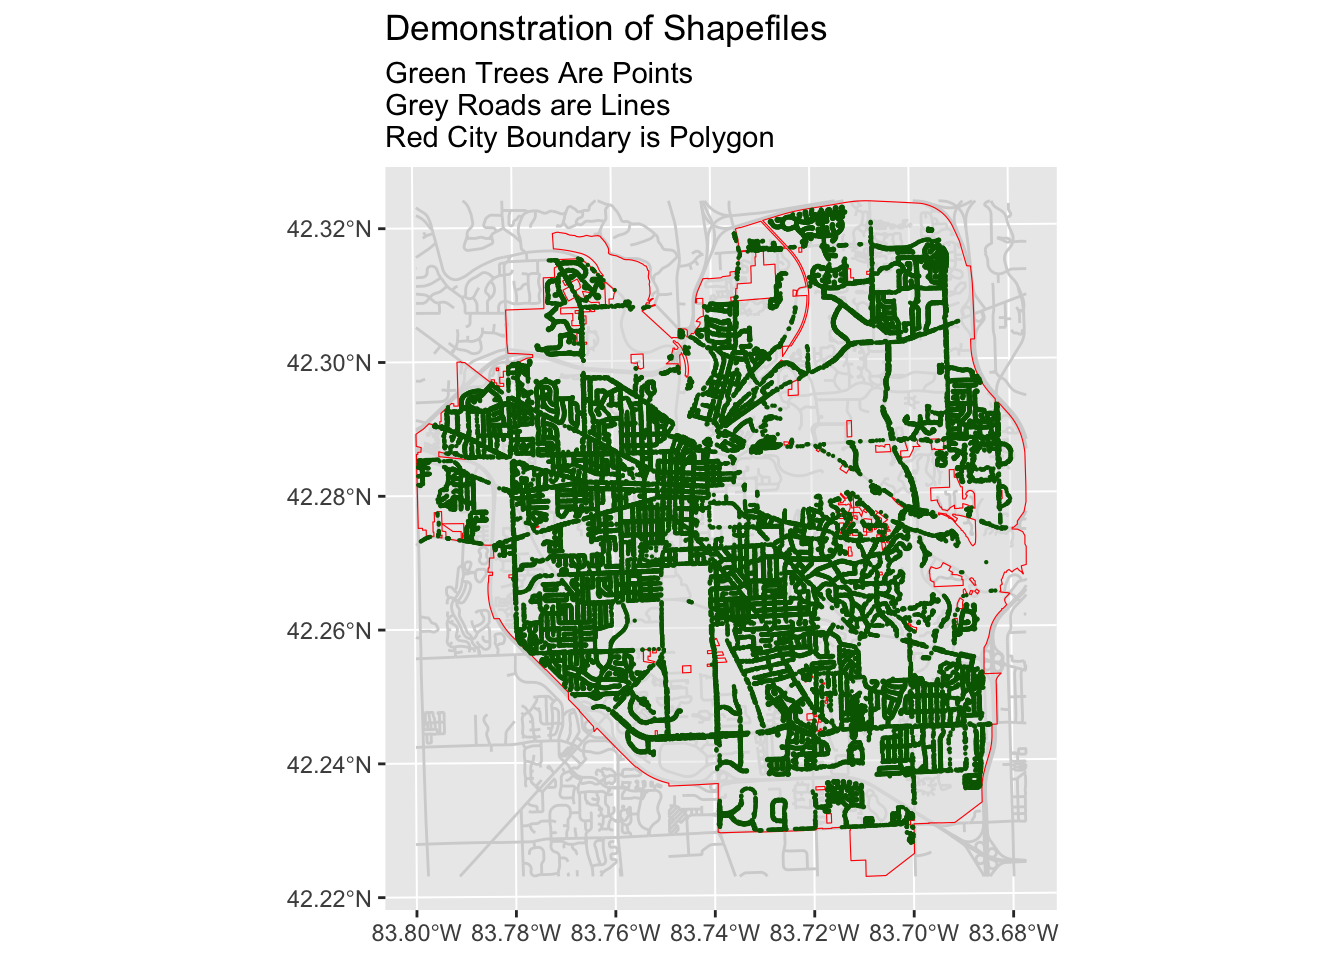 Demonstration of Shapefiles
Green Trees Are Points
Grey Roads are Lines
Red City Boundary is Polygon
42.32°N
42.30°N
42.28°N
42.26°N
42.24°N
42.22°N
83.80°W 83.78°W 83.76°W 83.74°W 83.72°W 83.70°W 83.68°W